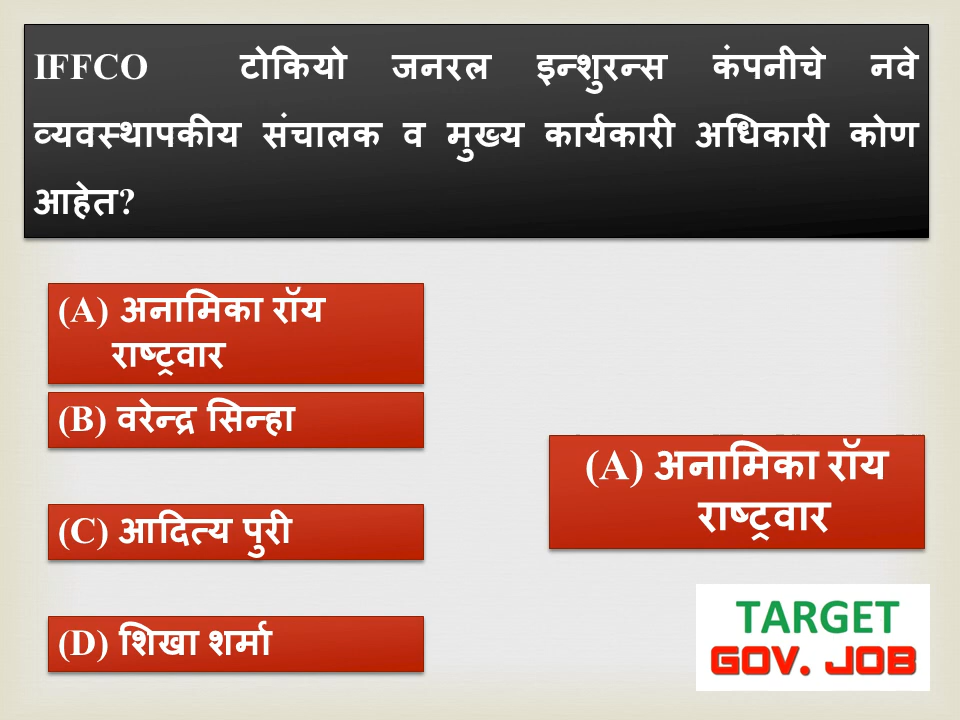 IFFCO टोकियो जनरल इन्शुरन्स कंपनीचे नवे
व्यवस्थापकीय संचालक व मुख्य कार्यकारी अधिकारी कोण
आहेत?
(A) अनामिका रॉय
राष्ट्रवार
(B) वरेन्द्र सिन्हा
(C) आदित्य पुरी
(D) शिखा शर्मा
(A) अनामिका रॉय
राष्ट्रवार
TARGET
GOV. JOB